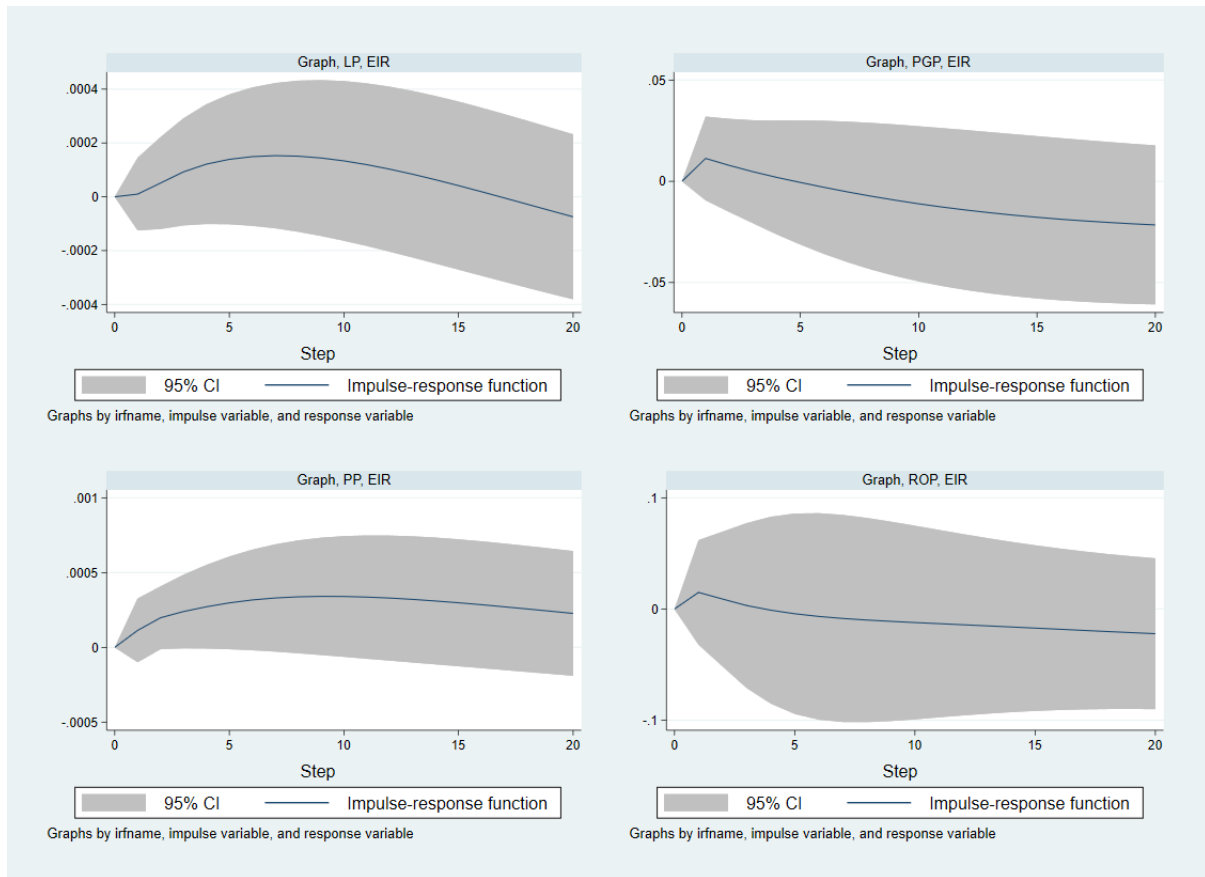 Graph, LP, EIR
.0004
.0002
0
-.0002
-.0004
0 5 10 15 20
Step
95% CI Impulse-response function
Graphs by irfname, impulse variable, and response variable
Graph, PGP, EIR
.05
0
-.05
0 5 10 15 20
Step
95% CI Impulse-response function
Graphs by irfname, impulse variable, and response variable
Graph, PP, EIR
.001
.0005
0
-.0005
0 5 10 15 20
Step
95% CI Impulse-response function
Graphs by irfname, impulse variable, and response variable
Graph, ROP, EIR
.1
0
-.1
0 5 10 15 20
Step
95% CI Impulse-response function
Graphs by irfname, impulse variable, and response variable